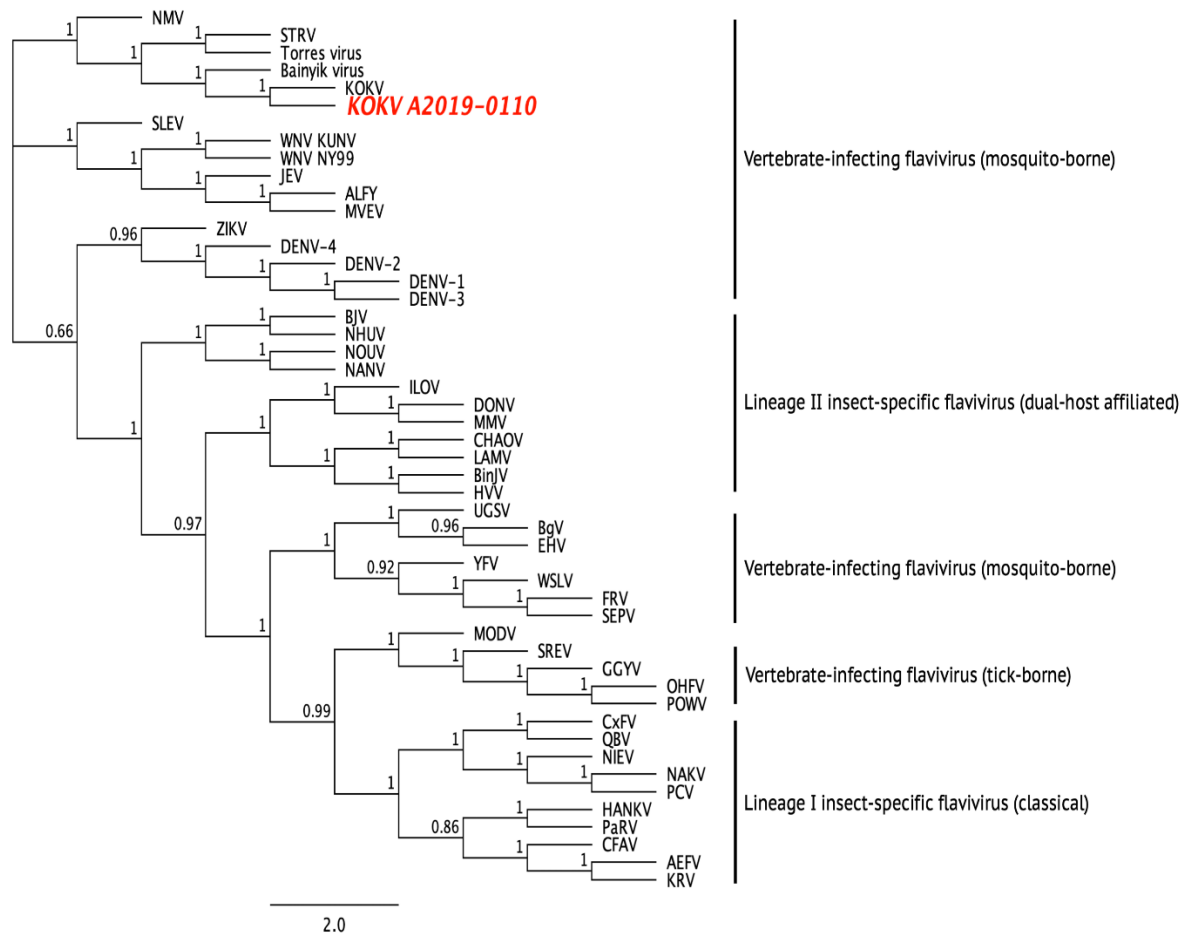 NMV
1
STRV
1
1
Torres virus
Bainyik virus
1
1
KOKV
1
KOKV A2019-0110
SLEV
1
WNV KUNV
1
WNV NY99
1
JEV
1
ALFY
1
MVEV
Vertebrate-infecting flavivirus (mosquito-borne)
ZIKV
0.96
DENV-4
1
DENV-2
1
DENV-1
1
DENV-3
0.66
BJV
1
NHUV
1
NOUV
1
NANV
ILOV
1
DONV
1
MMV
1
CHAOV
1
LAMV
1
BinJV
1
HVV
1
Lineage II insect-specific flavivirus (dual-host affiliated)
0.97
UGSV
1
BgV
0.96
EHV
1
YFV
0.92
WSLV
1
FRV
1
SEPV
Vertebrate-infecting flavivirus (mosquito-borne)
1
MODV
1
SREV
1
GGYV
1
OHFV
1
POWV
Vertebrate-infecting flavivirus (tick-borne)
0.99
CxFV
1
QBV
1
NIEV
1
NAKV
1
PCV
1
HANKV
1
PaRV
0.86
CFAV
1
AEFV
1
KRV
Lineage I insect-specific flavivirus (classical)
2.0